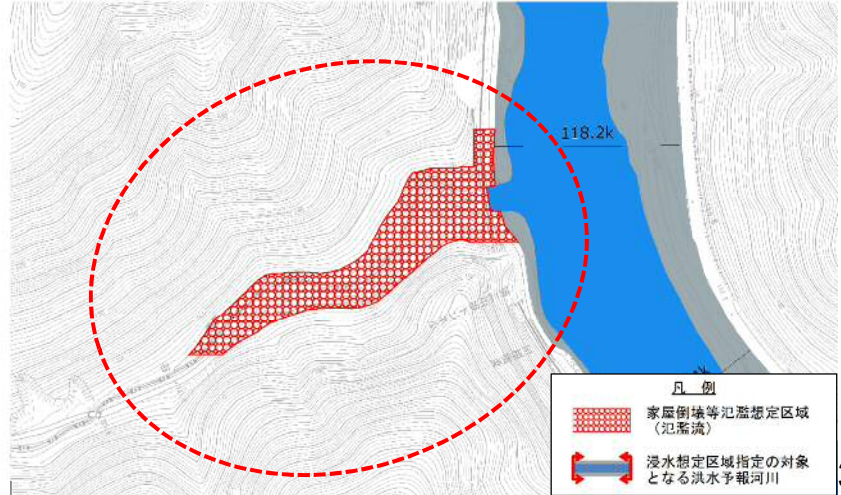 118.2k
凡 例
家屋倒壊等氾濫想定区域
(氾濫流)
浸水想定区域指定の対象
となる洪水予報河川